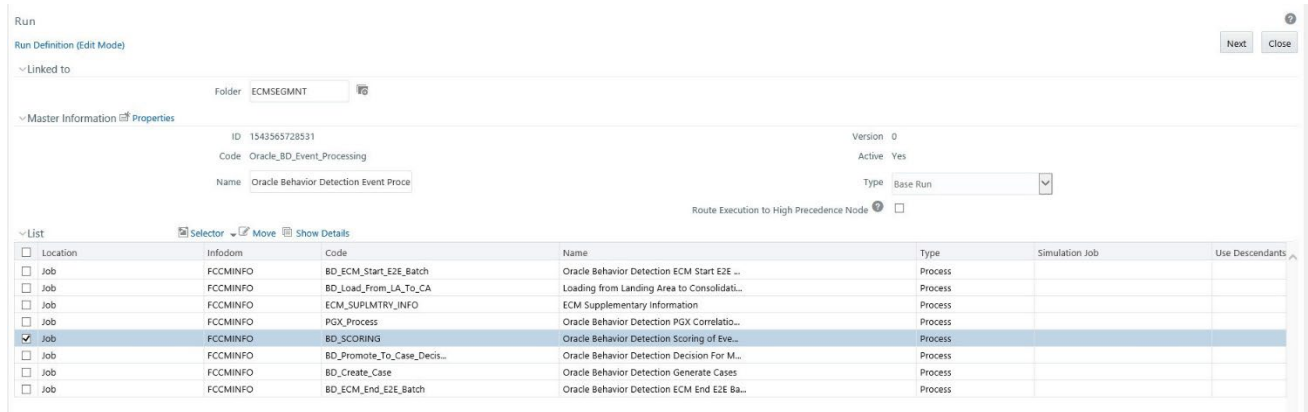 Run
Run Definition (Edit Mode) Next Close
Linked to
Folder ECMSEGMNT
Master Information Properties
ID 1543565728531 Version 0
Code Oracle_BD_Event_Processing Active Yes
Name Oracle Behavior Detection Event Proce Type Base Run
Route Execution to High Precedence Node
List Selector Move Show Details
Location Infodom Code Name Type Simulation Job Use Descendants
Job FCCMINFO BD_ECM_Start_E2E_Batch Oracle Behavior Detection ECM Start E2E ... Process
Job FCCMINFO BD_Load_From_LA_To_CA Loading from Landing Area to Consolidati... Process
Job FCCMINFO ECM_SUPLMTRY_INFO ECM Supplementary Information Process
Job FCCMINFO PGX_Process Oracle Behavior Detection PGX Correlatio... Process
Job FCCMINFO BD_SCORING Oracle Behavior Detection Scoring of Eve... Process
Job FCCMINFO BD_Promote_To_Case_Decis... Oracle Behavior Detection Decision For M... Process
Job FCCMINFO BD_Create_Case Oracle Behavior Detection Generate Cases Process
Job FCCMINFO BD_ECM_End_E2E_Batch Oracle Behavior Detection ECM End E2E Ba... Process